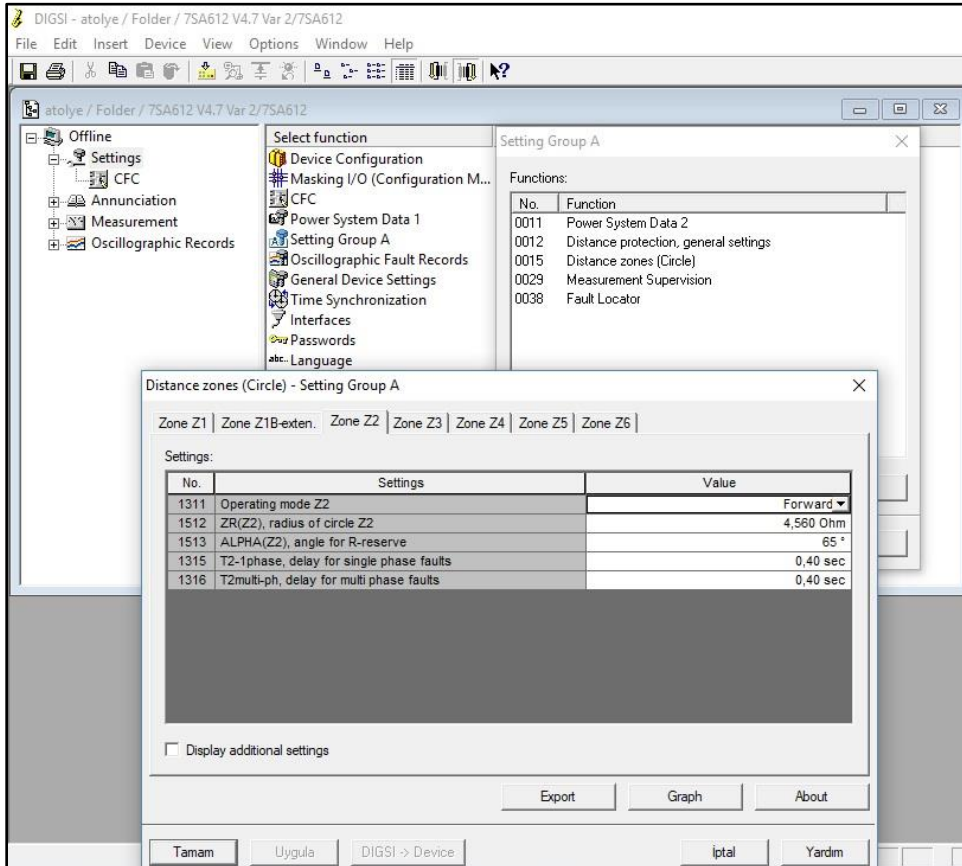 DIGSI - atolye / Folder / 7SA612 V4.7 Var 2/7SA612
File Edit Insert Device View Options Window Help
atolye / Folder / 7SA612 V4.7 Var 2/7SA612
Offline
Settings
CFC
Annunciation
Measurement
Oscillographic Records
Select function
Device Configuration
Masking I/O (Configuration M...
CFC
Power System Data 1
Setting Group A
Oscillographic Fault Records
General Device Settings
Time Synchronization
Interfaces
Passwords
abc.. Language
Setting Group A
Functions:
No. Function
0011 Power System Data 2
0012 Distance protection, general settings
0015 Distance zones (Circle)
0029 Measurement Supervision
0038 Fault Locator
Distance zones (Circle) - Setting Group A
Zone Z1 Zone Z1B-exten. Zone Z2 Zone Z3 Zone Z4 Zone Z5 Zone Z6
Settings:
No. Settings Value
1311 Operating mode Z2 Forward
1512 ZR(Z2), radius of circle Z2 4,560 Ohm
1513 ALPHA(Z2), angle for R-reserve 65 °
1315 T2-1phase, delay for single phase faults 0,40 sec
1316 T2multi-ph, delay for multi phase faults 0,40 sec
Display additional settings
Export Graph About
Tamam Uygula DIGSI -> Device İptal Yardım